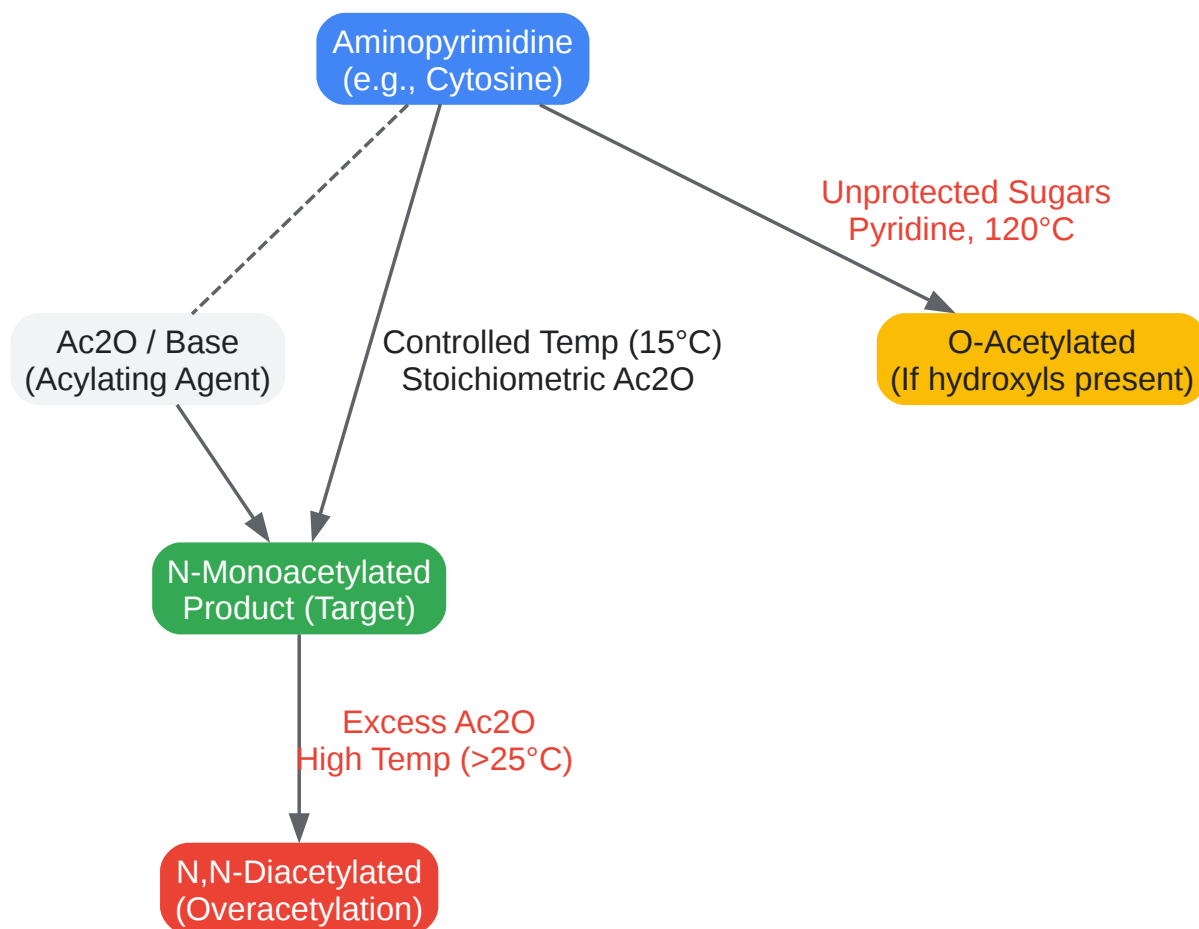 Aminopyrimidine
(e.g., Cytosine)
Unprotected Sugars
Pyridine, 120°C
Ac2O / Base
(Acylating Agent)
Controlled Temp (15°C)
Stoichiometric Ac2O
O-Acetylated
(If hydroxyls present)
N-Monoacetylated
Product (Target)
Excess Ac2O
High Temp (>25°C)
N,N-Diacetylated
(Overacetylation)